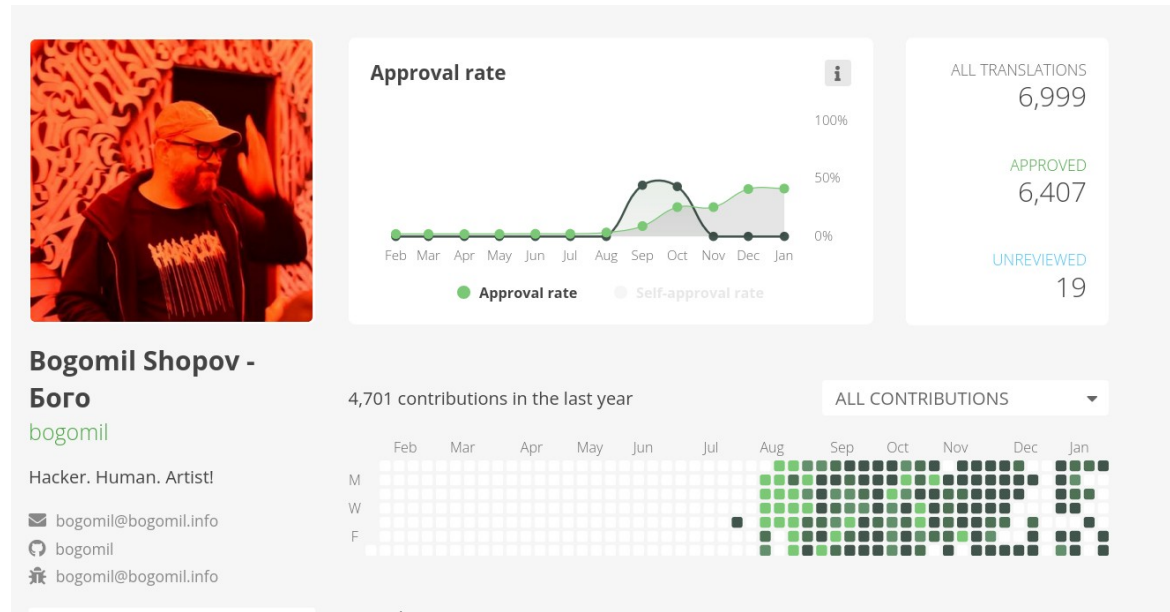 Approval rate
100%
50%
0%
Feb Mar Apr May Jun Jul Aug Sep Oct Nov Dec Jan
Approval rate Self-approval rate
ALL TRANSLATIONS
6,999
APPROVED
6,407
UNREVIEWED
19
Bogomil Shopov -
Бого
bogomil
Hacker. Human. Artist!
bogomil@bogomil.info
bogomil
bogomil@bogomil.info
4,701 contributions in the last year
ALL CONTRIBUTIONS
Feb Mar Apr May Jun Jul Aug Sep Oct Nov Dec Jan
M
W
F